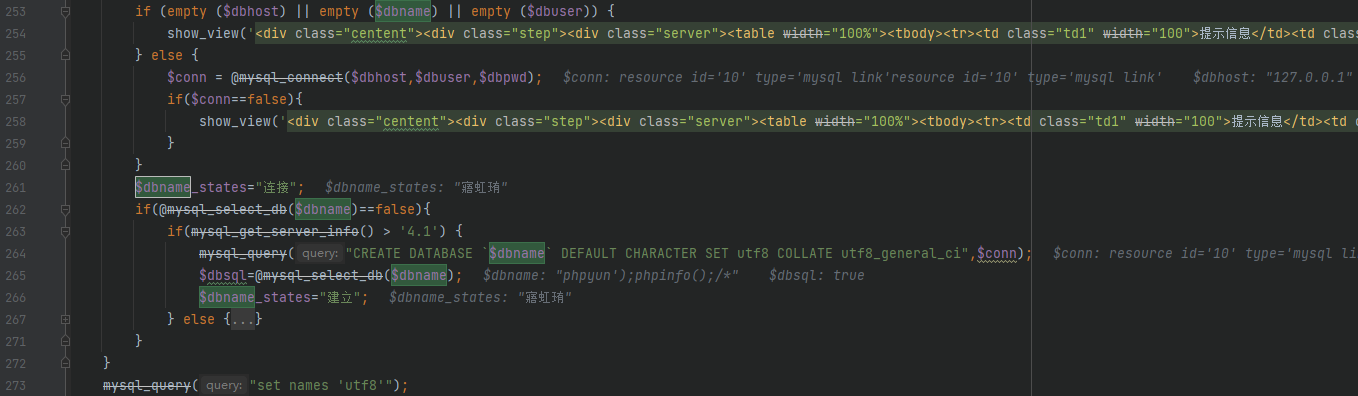 253 if (empty ($dbhost) || empty ($dbname) || empty ($dbuser)) {
254 show_view('<div class="centent"><div class="step"><div class="server"><table width="100%"><tbody><tr><td class="td1" width="100">提示信息</td><td clas
255 } else {
256 $conn = @mysql_connect($dbhost,$dbuser,$dbpwd); $conn: resource id='10' type='mysql link'resource id='10' type='mysql link' $dbhost: "127.0.0.1"
257 if($conn==false){
258 show_view('<div class="centent"><div class="step"><div class="server"><table width="100%"><tbody><tr><td class="td1" width="100">提示信息</td><td c
259 }
260 }
261 $dbname_states="连接"; $dbname_states: "寤虹珛"
262 if(@mysql_select_db($dbname)==false){
263 if(mysql_get_server_info() > '4.1') {
264 mysql_query( query: "CREATE DATABASE `$dbname` DEFAULT CHARACTER SET utf8 COLLATE utf8_general_ci",$conn); $conn: resource id='10' type='mysql li
265 $dbsql=@mysql_select_db($dbname); $dbname: "phpyun');phpinfo();/*" $dbsql: true
266 $dbname_states="建立"; $dbname_states: "寤虹珛"
267 } else {...}
271 }
272 }
273 mysql_query( query: "set names 'utf8'");